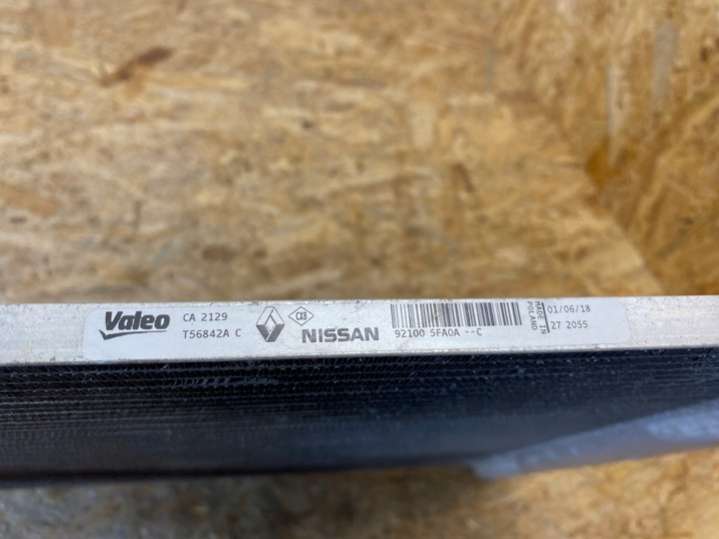 Valeo
CA 2129
T56842A C
NISSAN
92100 5FA0A --C
MADE IN
POLAND
01/06/18
27 2055